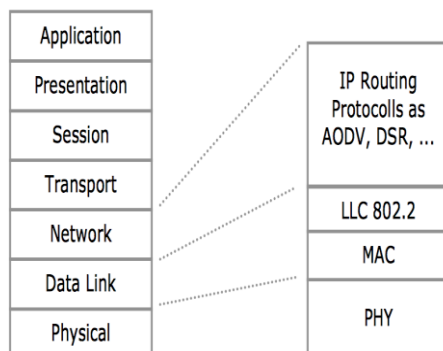 Application
Presentation
Session
Transport
Network
Data Link
Physical
IP Routing
Protocolls as
AODV, DSR, ...
LLC 802.2
MAC
PHY